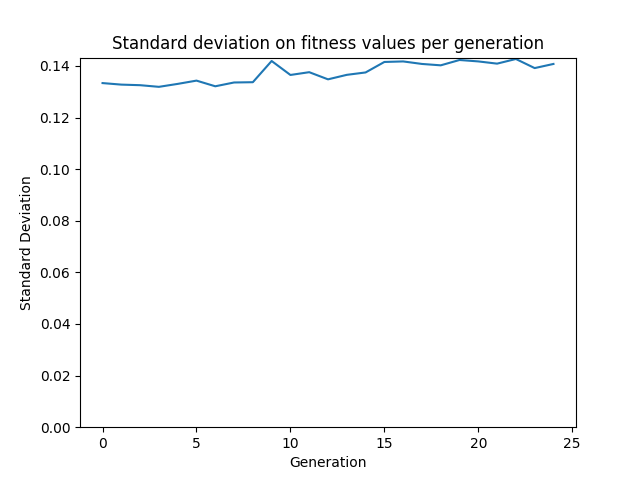 Standard deviation on fitness values per generation
Standard Deviation
0.14
0.12
0.10
0.08
0.06
0.04
0.02
0.00
0 5 10 15 20 25
Generation